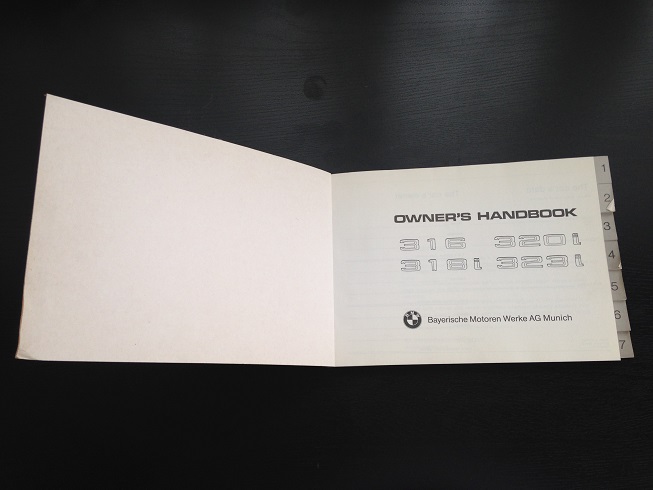 OWNER'S HANDBOOK
316 320i
318i 323i
Bayerische Motoren Werke AG Munich
1
2
3
4
5
6
7